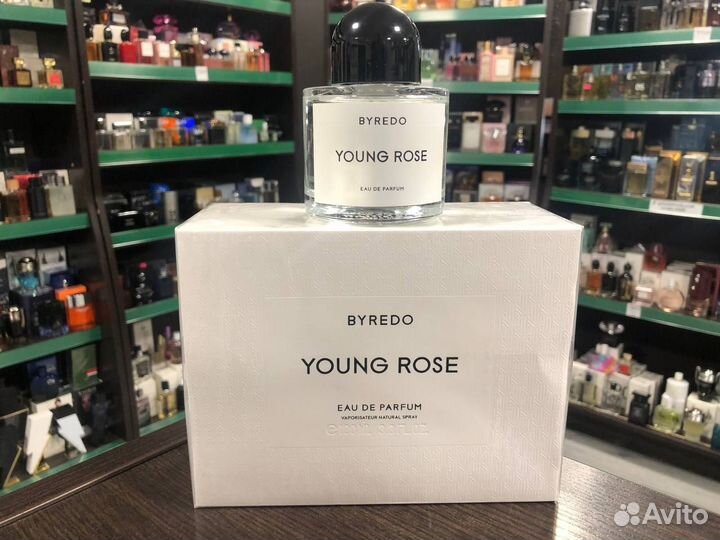 BYREDO
YOUNG ROSE
EAU DE PARFUM
BYREDO
YOUNG ROSE
EAU DE PARFUM
VAPORISATEUR NATURAL SPRAY
Avito